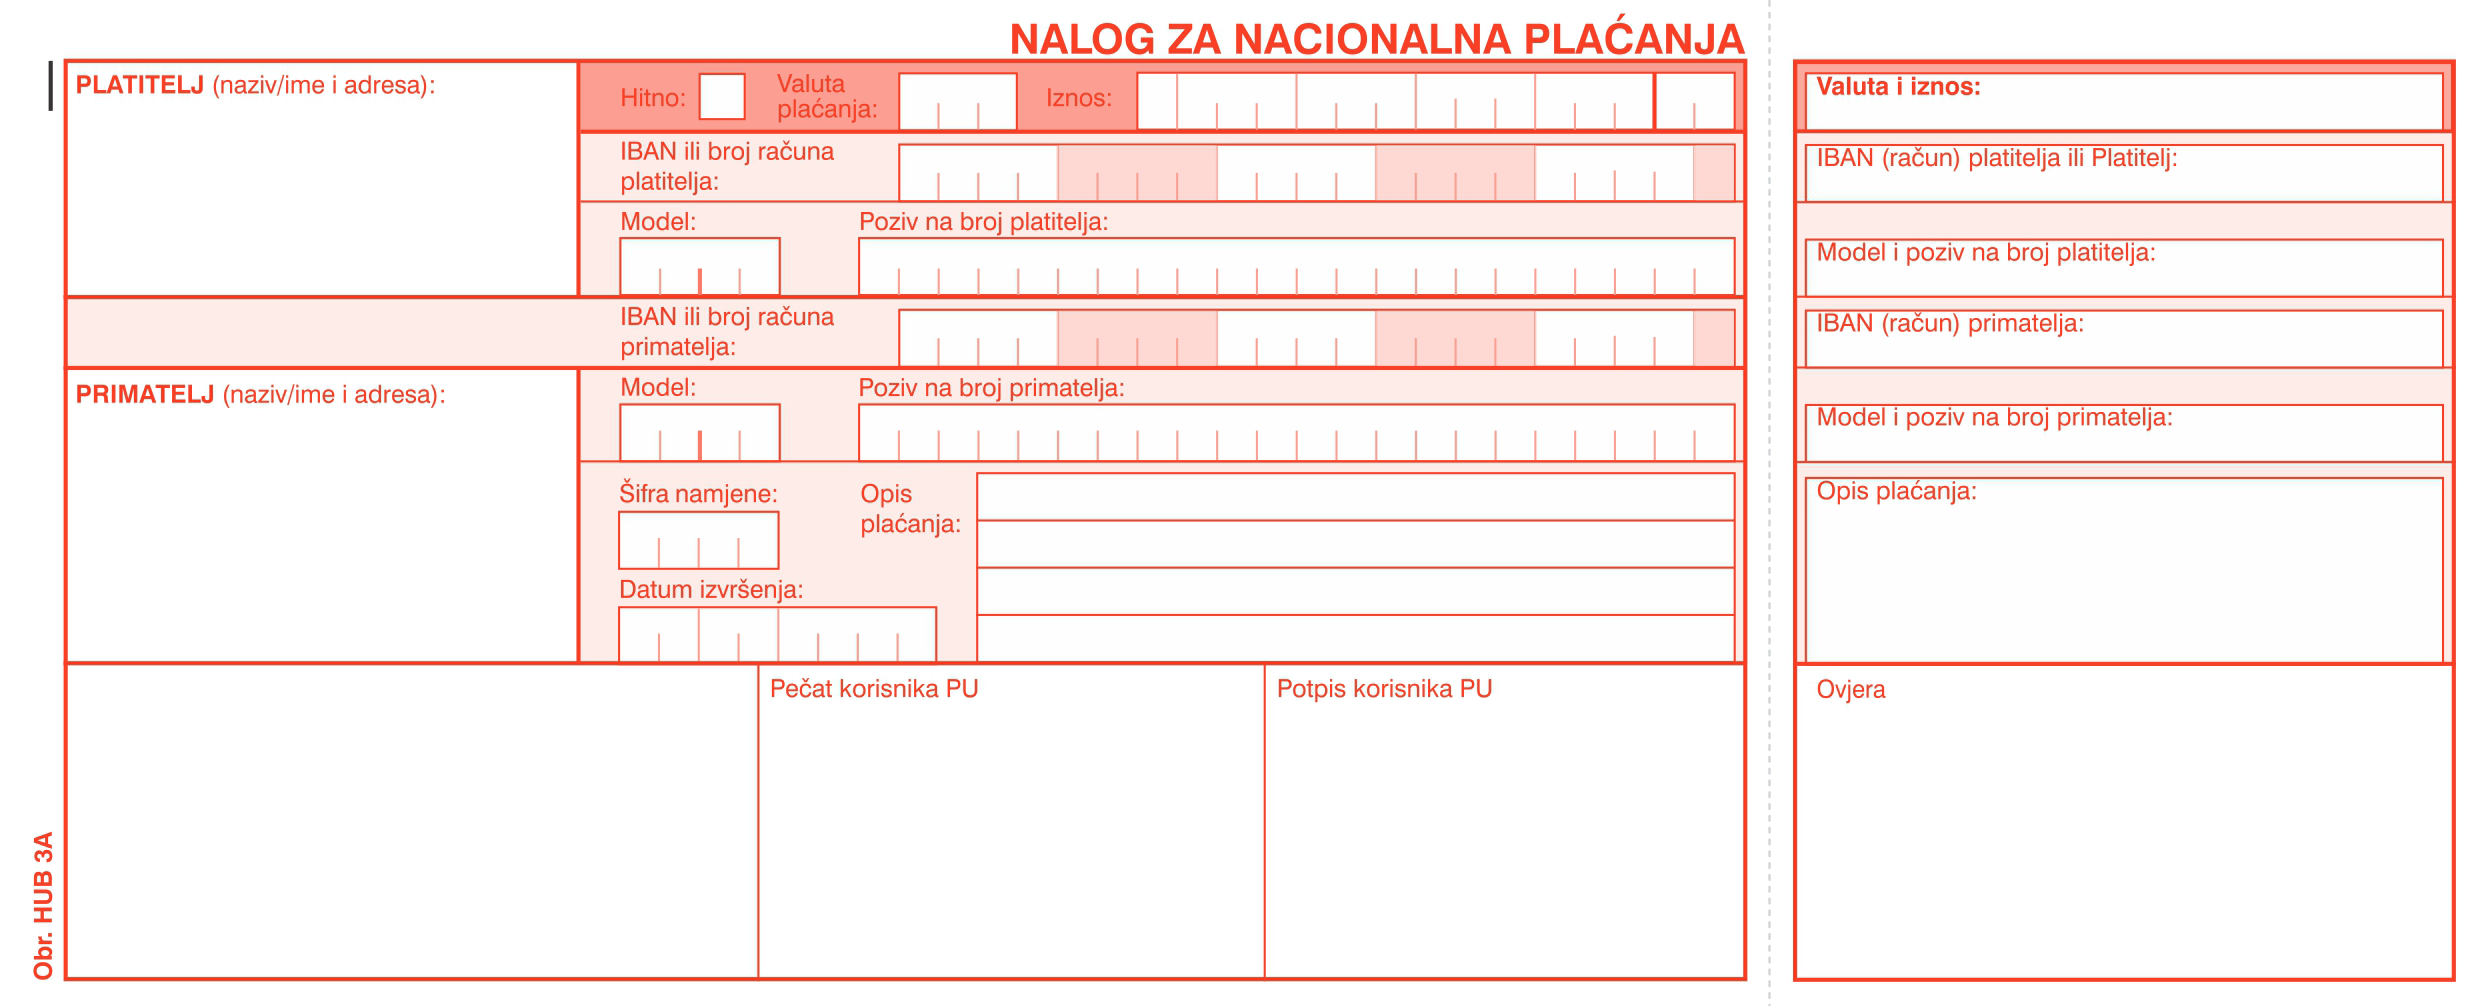 NALOG ZA NACIONALNA PLAĆANJA
PLATITELJ (naziv/ime i adresa):
Hitno:
Valuta
plaćanja:
Iznos:
IBAN ili broj računa
platitelja:
Model:
Poziv na broj platitelja:
IBAN ili broj računa
primatelja:
PRIMATELJ (naziv/ime i adresa):
Model:
Poziv na broj primatelja:
Šifra namjene:
Opis
plaćanja:
Datum izvršenja:
Pečat korisnika PU
Potpis korisnika PU
Obr. HUB 3A
Valuta i iznos:
IBAN (račun) platitelja ili Platitelj:
Model i poziv na broj platitelja:
IBAN (račun) primatelja:
Model i poziv na broj primatelja:
Opis plaćanja:
Ovjera